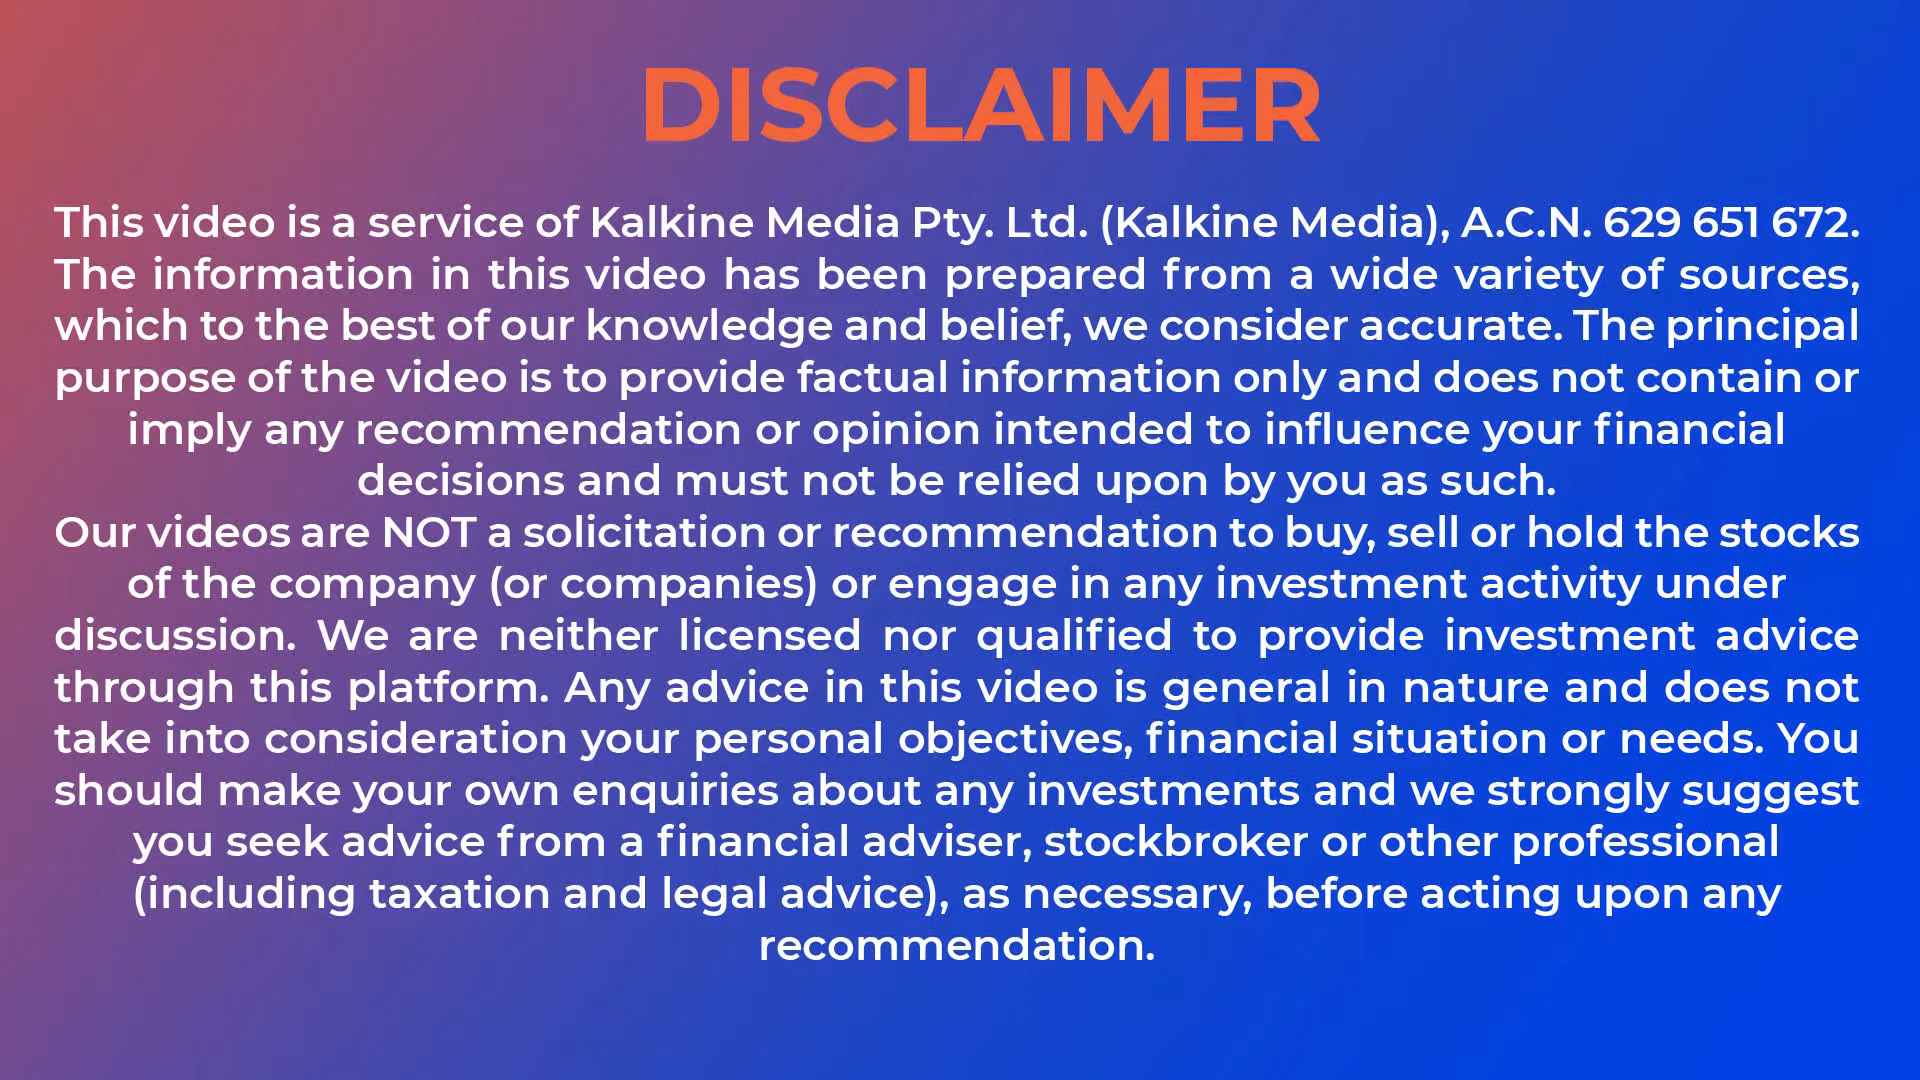 DISCLAIMER
This video is a service of Kalkine Media Pty. Ltd. (Kalkine Media), A.C.N. 629 651 672.
The information in this video has been prepared from a wide variety of sources,
which to the best of our knowledge and belief, we consider accurate. The principal
purpose of the video is to provide factual information only and does not contain or
imply any recommendation or opinion intended to influence your financial
decisions and must not be relied upon by you as such.
Our videos are NOT a solicitation or recommendation to buy, sell or hold the stocks
of the company (or companies) or engage in any investment activity under
discussion. We are neither licensed nor qualified to provide investment advice
through this platform. Any advice in this video is general in nature and does not
take into consideration your personal objectives, financial situation or needs. You
should make your own enquiries about any investments and we strongly suggest
you seek advice from a financial adviser, stockbroker or other professional
(including taxation and legal advice), as necessary, before acting upon any
recommendation.